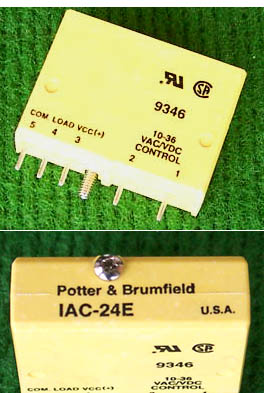 9346
10-36
VAC/VDC
CONTROL
COM. LOAD VCC(+)
5 4 3 2 1
Potter & Brumfield
IAC-24E
U.S.A.
9346
10-36
VAC/VDC
CONTROL
COM. LOAD VCC(+)